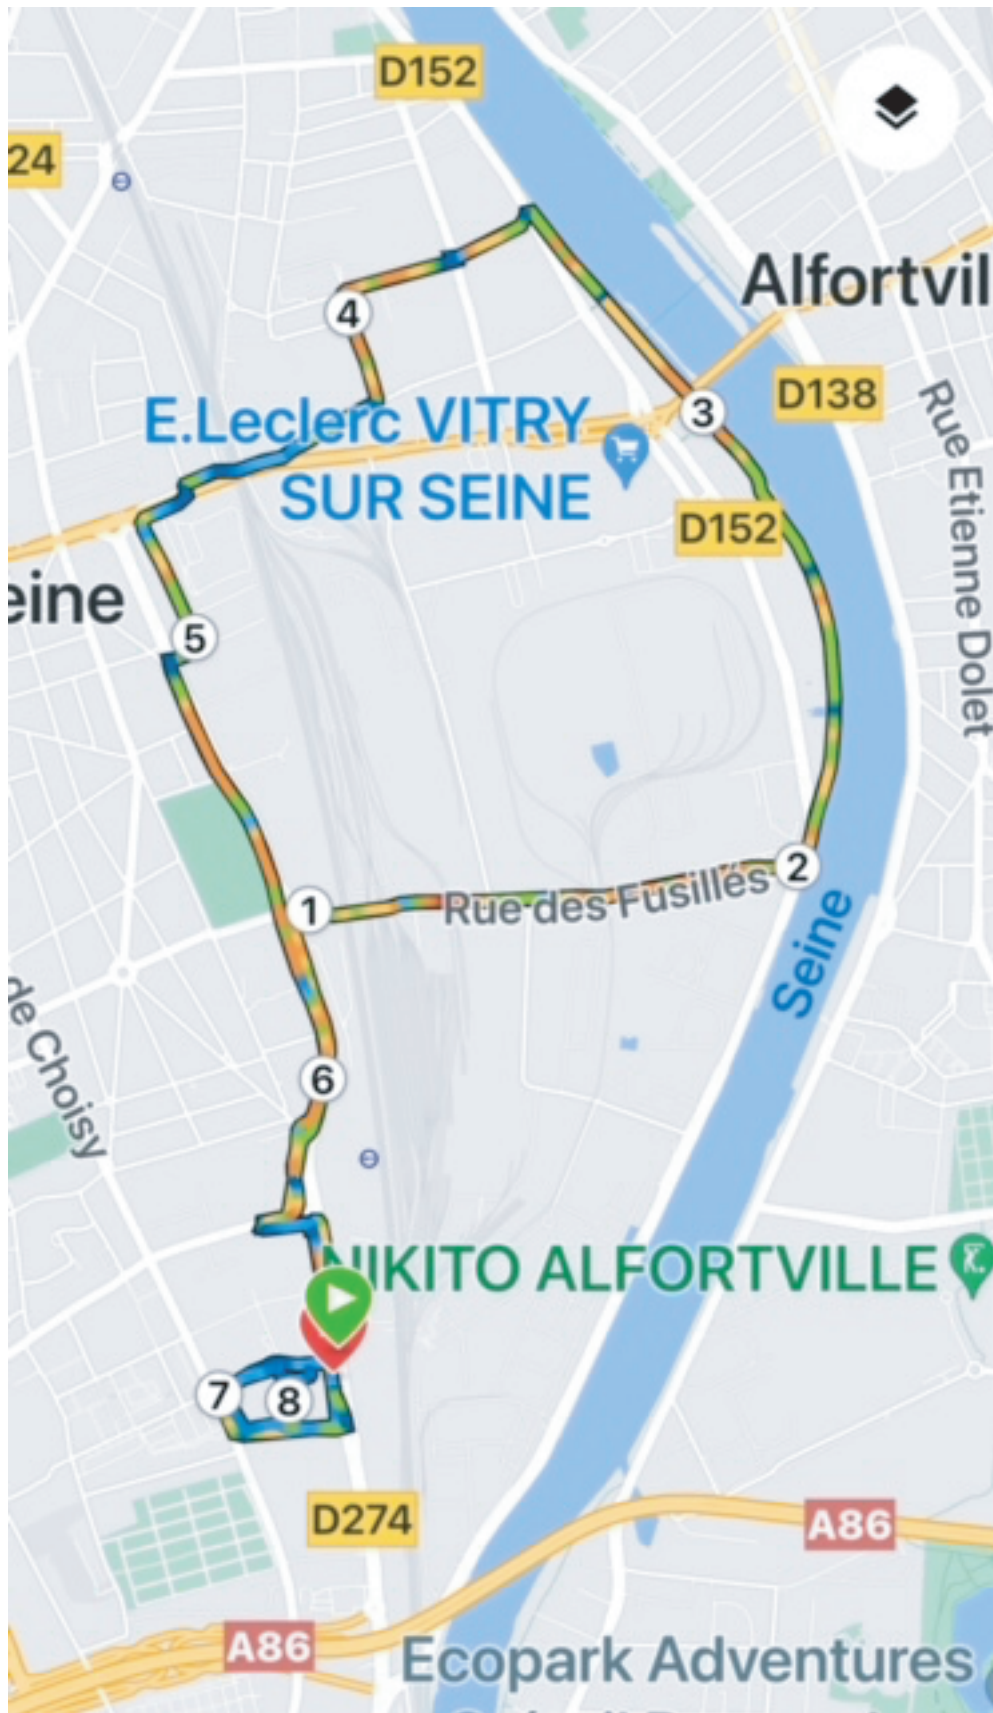 D152
24
Alfortvil
4
D138
3
E.Leclerc VITRY
SUR SEINE
Rue Etienne Dolet
D152
eine
5
2
Rue des Fusillés
1
Seine
de Choisy
6
NIKITO ALFORTVILLE
7
8
D274
A86
A86
Ecopark Adventures